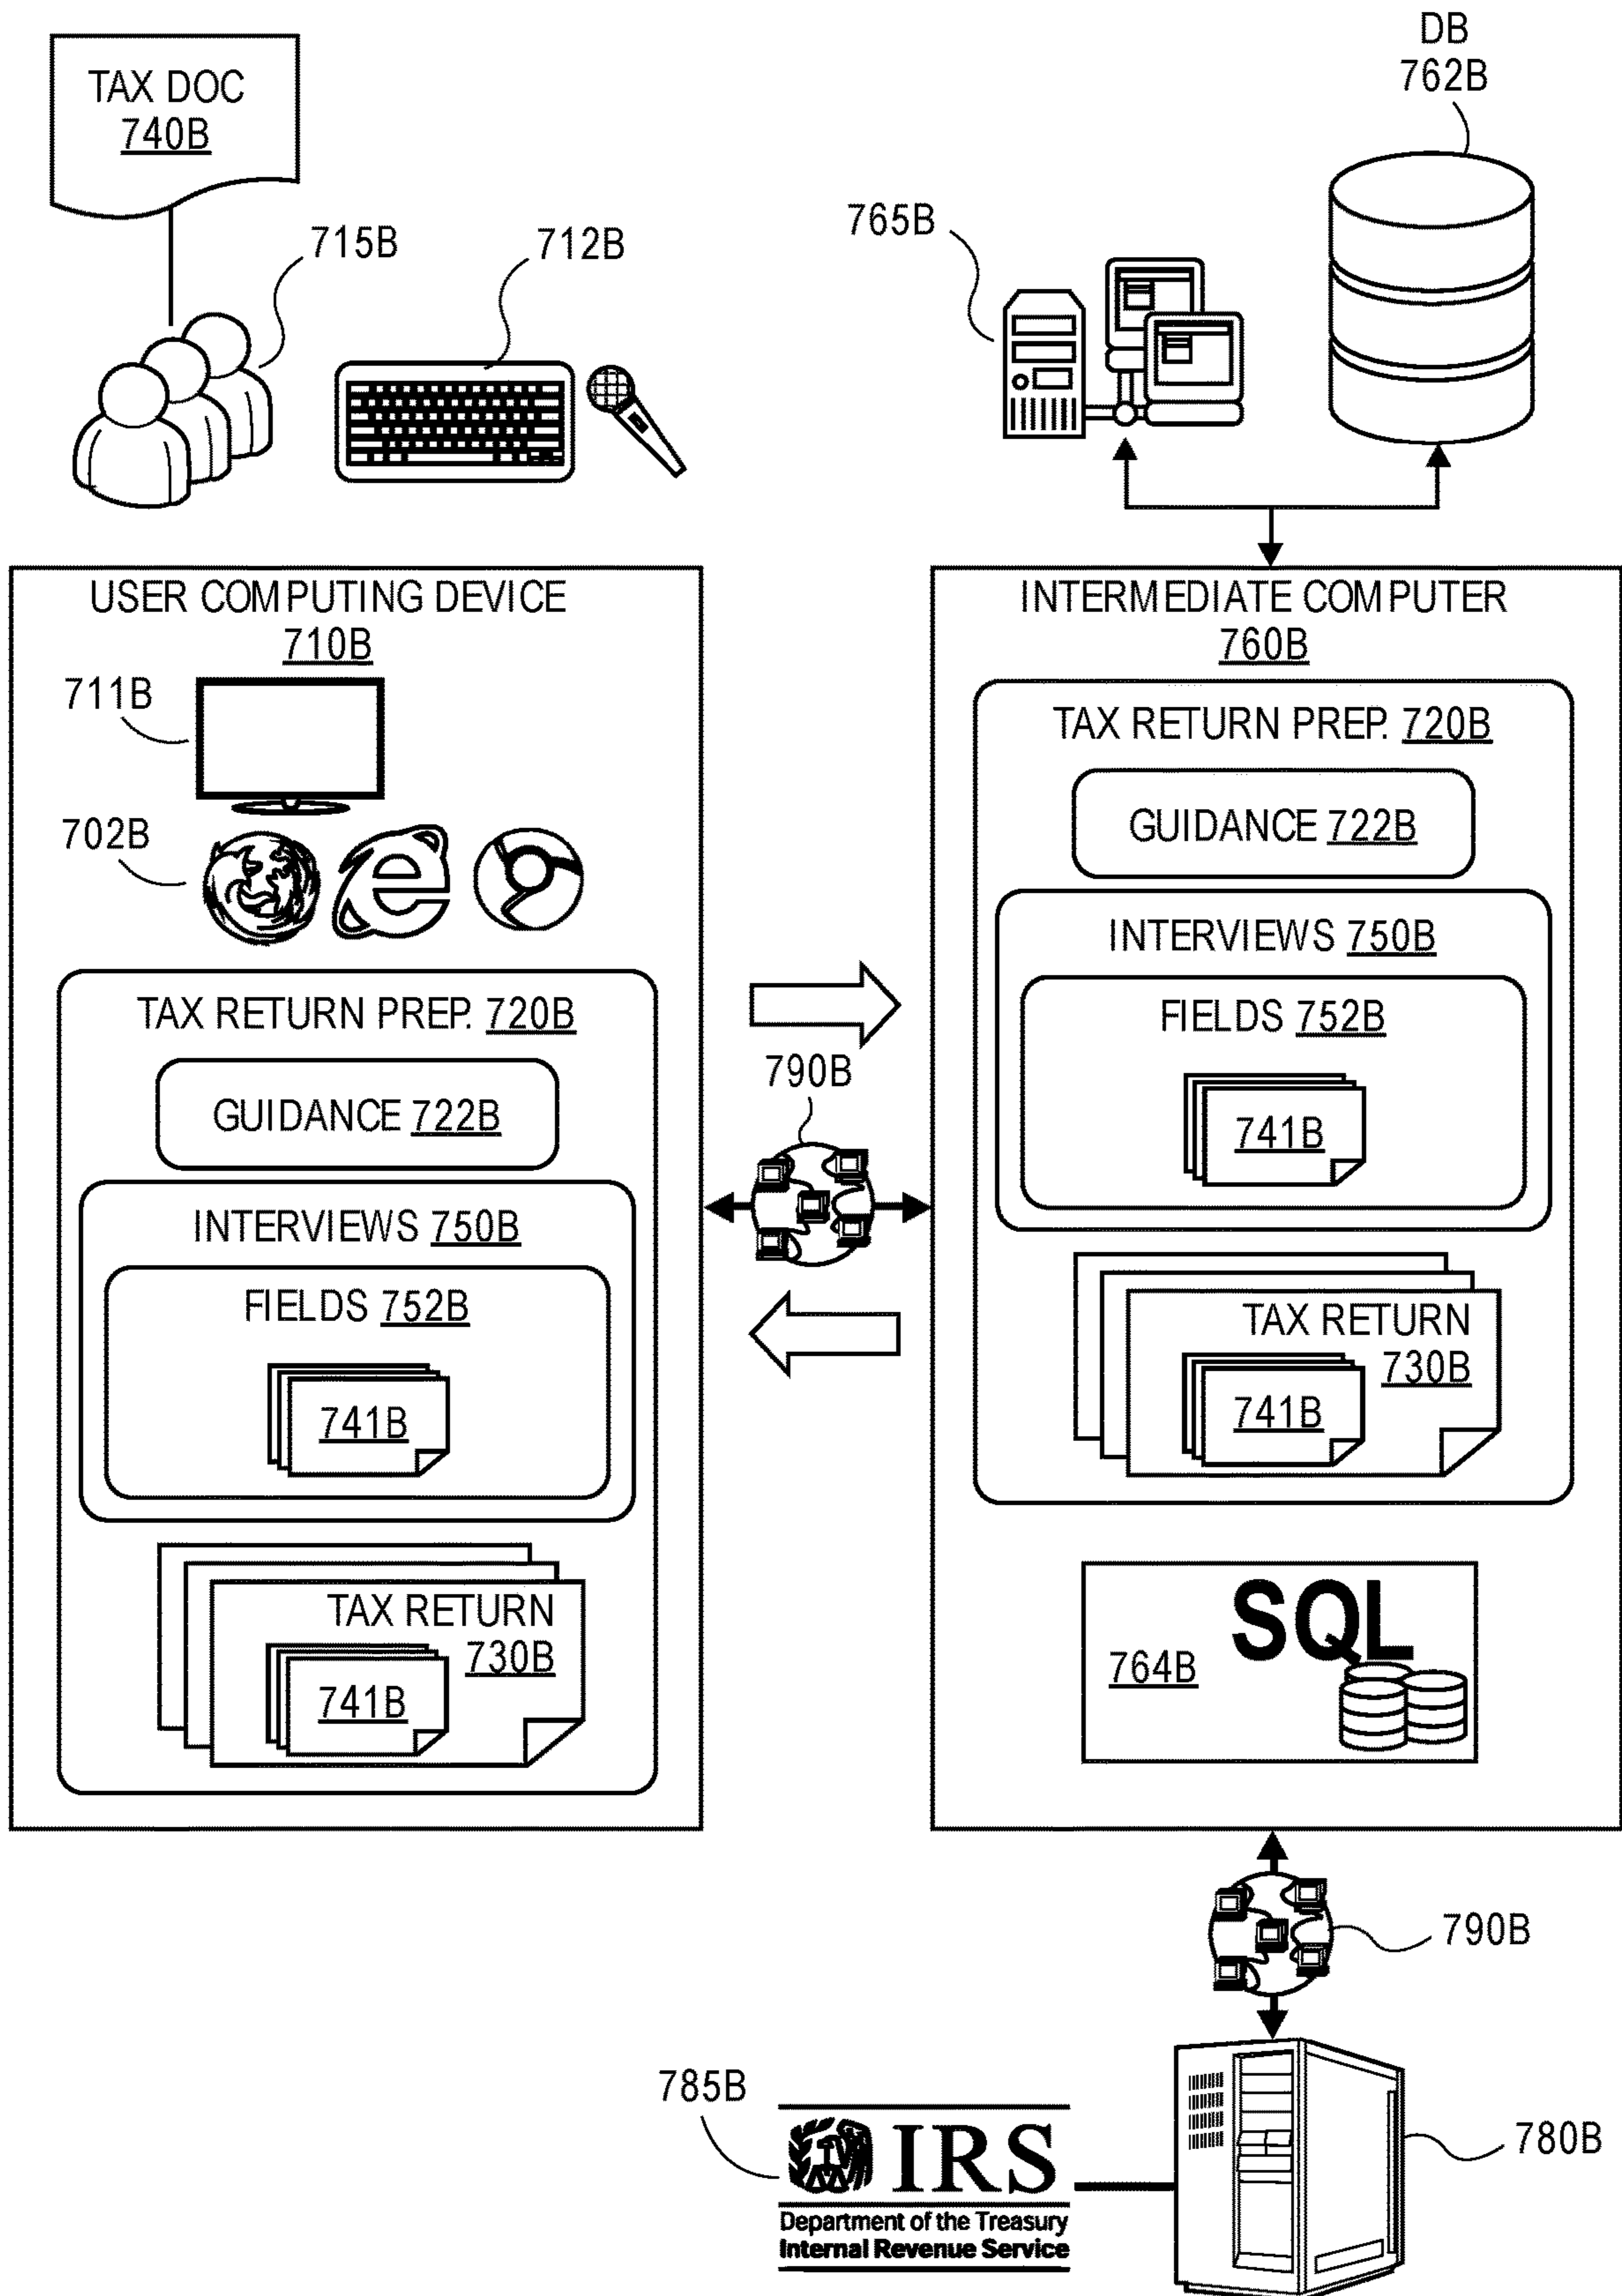 TAX DOC
740B
715B
712B
DB
762B
765B
USER COMPUTING DEVICE
710B
711B
702B
TAX RETURN PREP. 720B
GUIDANCE 722B
INTERVIEWS 750B
FIELDS 752B
741B
TAX RETURN
730B
741B
790B
INTERMEDIATE COMPUTER
760B
TAX RETURN PREP. 720B
GUIDANCE 722B
INTERVIEWS 750B
FIELDS 752B
741B
TAX RETURN
730B
741B
SQL
764B
790B
785B
IRS
Department of the Treasury
Internal Revenue Service
780B